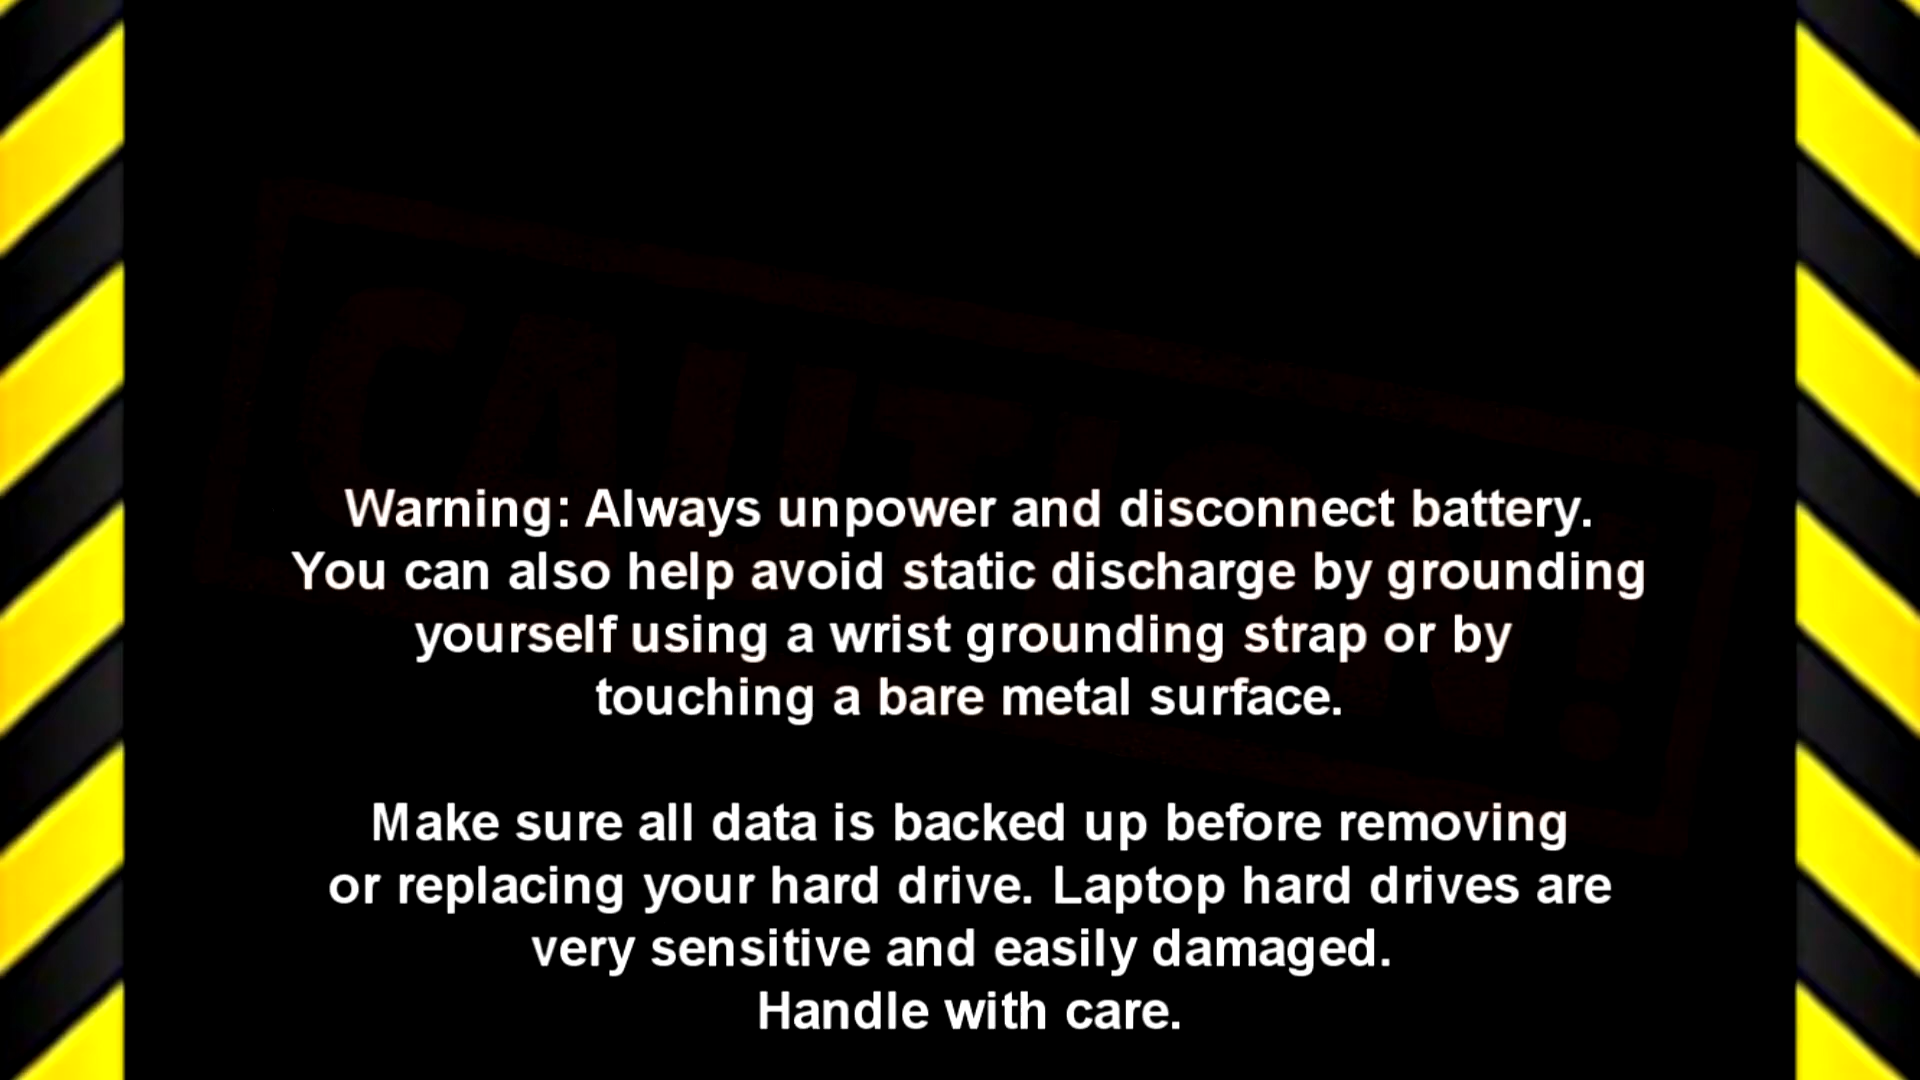 CAUTION!
Warning: Always unpower and disconnect battery.
You can also help avoid static discharge by grounding
yourself using a wrist grounding strap or by
touching a bare metal surface.
Make sure all data is backed up before removing
or replacing your hard drive. Laptop hard drives are
very sensitive and easily damaged.
Handle with care.